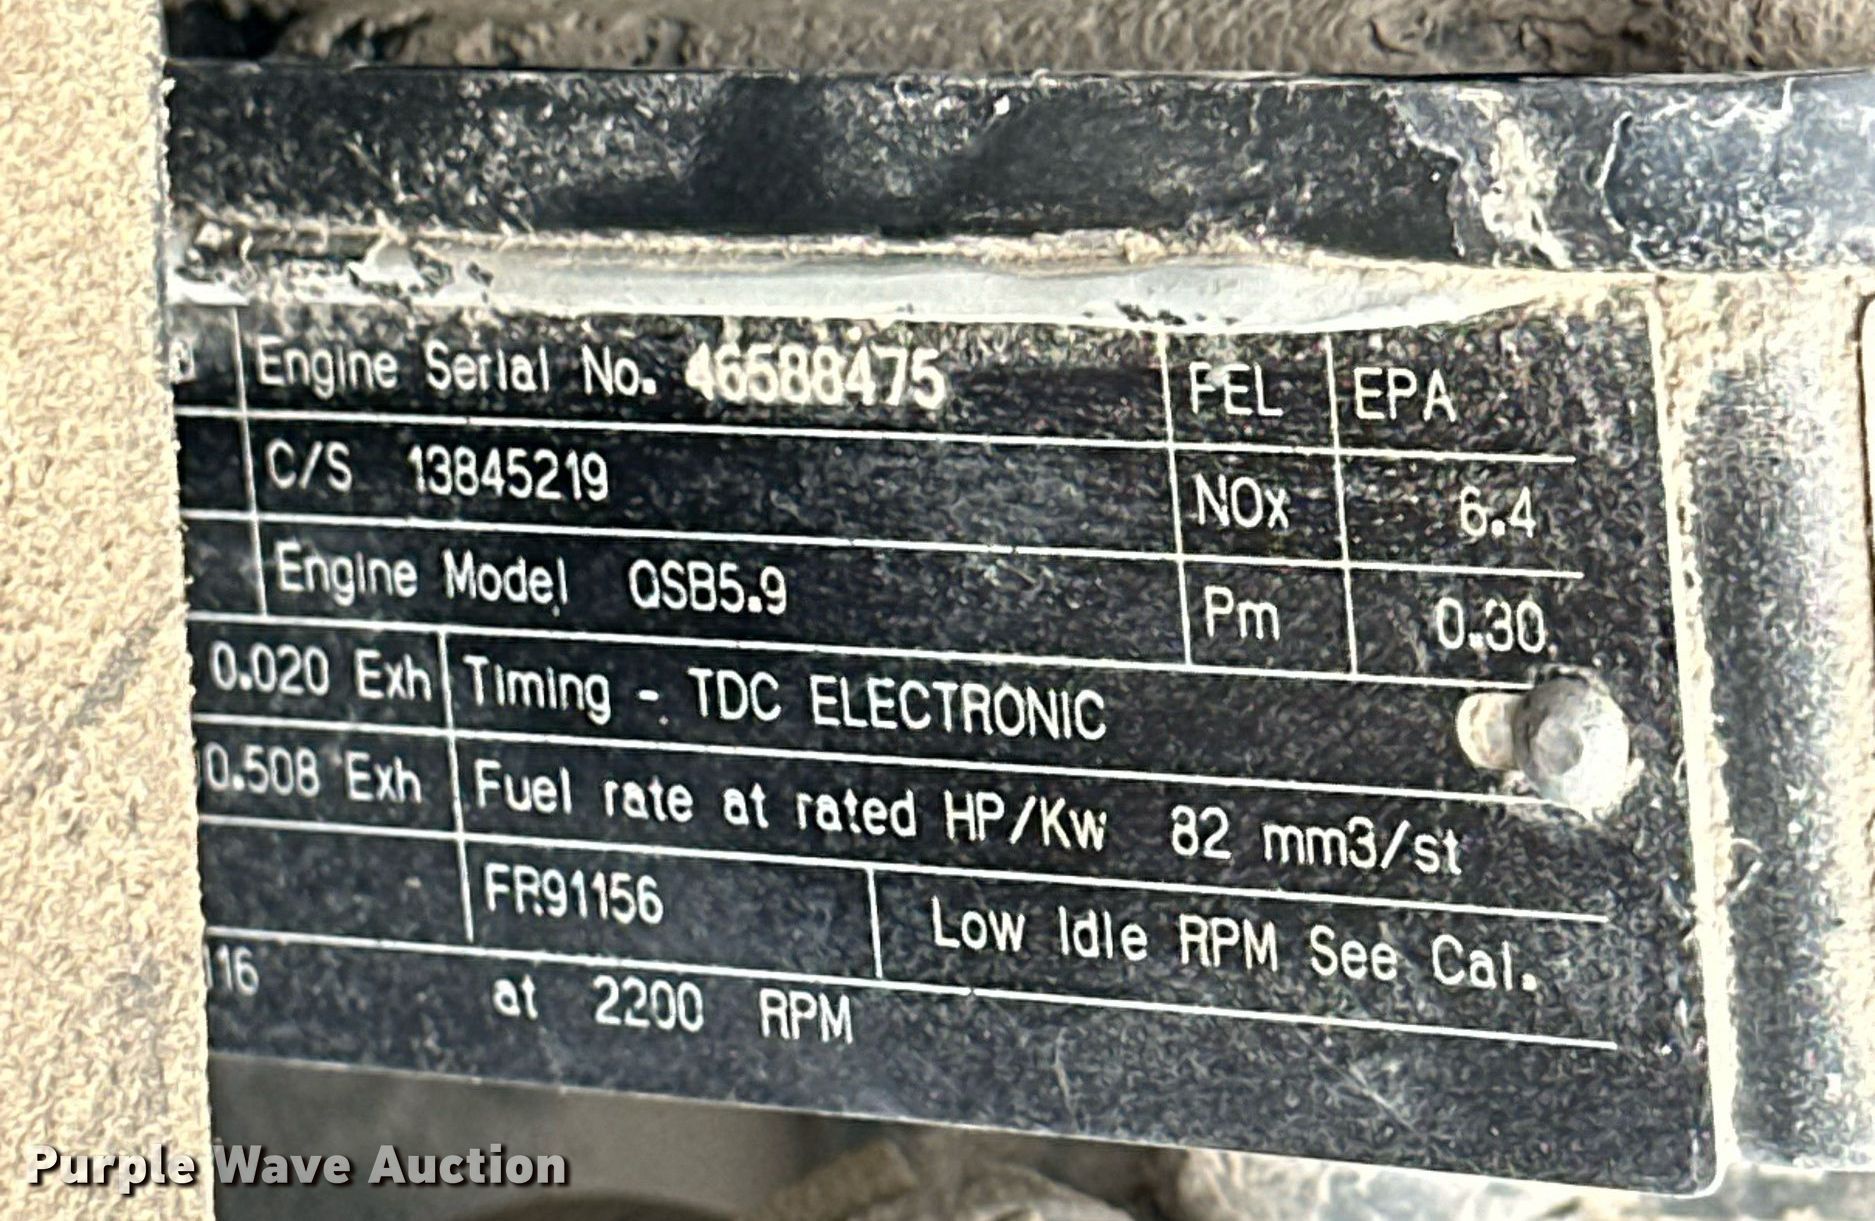 Engine Serial No. 46588475 FEL EPA
C/S 13845219 NOx 6.4
Engine Model QSB5.9 Pm 0.30
0.020 Exh Timing - TDC ELECTRONIC
0.508 Exh Fuel rate at rated HP/Kw 82 mm3/st
FR91156 Low Idle RPM See Cal.
116 at 2200 RPM
Purple Wave Auction